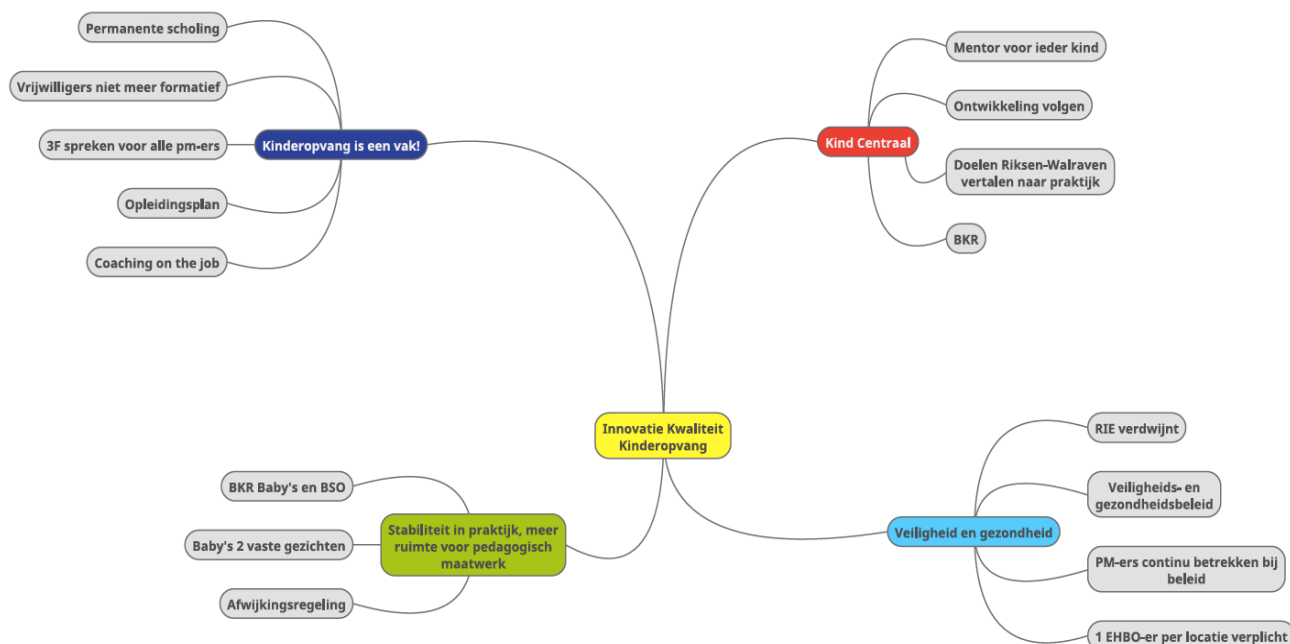 Permanente scholing
Vrijwilligers niet meer formatief
3F spreken voor alle pm-ers
Opleidingsplan
Coaching on the job
Kinderopvang is een vak!
Mentor voor ieder kind
Ontwikkeling volgen
Kind Centraal
Doelen Riksen-Walraven
vertalen naar praktijk
BKR
Innovatie Kwaliteit
Kinderopvang
BKR Baby's en BSO
Baby's 2 vaste gezichten
Afwijkingsregeling
Stabiliteit in praktijk, meer
ruimte voor pedagogisch
maatwerk
RIE verdwijnt
Veiligheids- en
gezondheidsbeleid
Veiligheid en gezondheid
PM-ers continu betrekken bij
beleid
1 EHBO-er per locatie verplicht